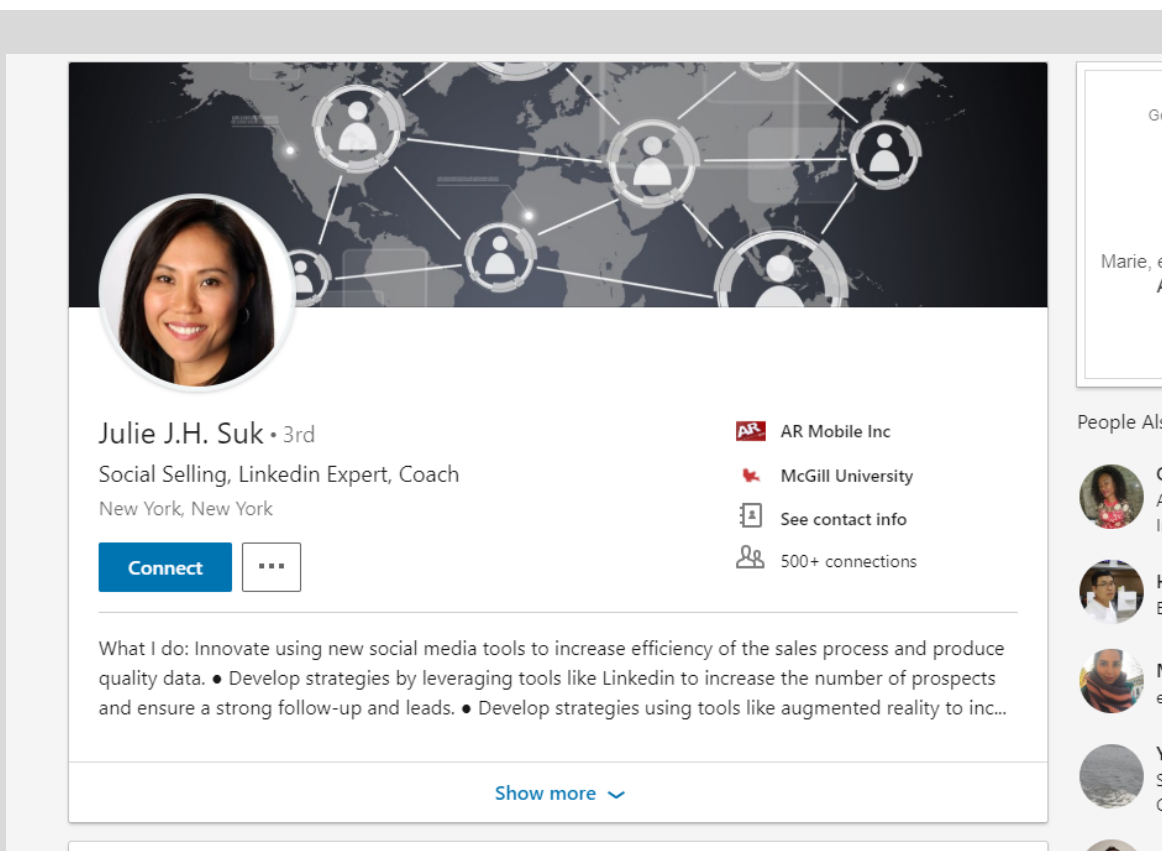 Julie J.H. Suk • 3rd
Social Selling, Linkedin Expert, Coach
New York, New York
Connect
AR
AR Mobile Inc
McGill University
See contact info
500+ connections
What I do: Innovate using new social media tools to increase efficiency of the sales process and produce
quality data. ● Develop strategies by leveraging tools like Linkedin to increase the number of prospects
and ensure a strong follow-up and leads. ● Develop strategies using tools like augmented reality to inc...
Show more
Marie,
People